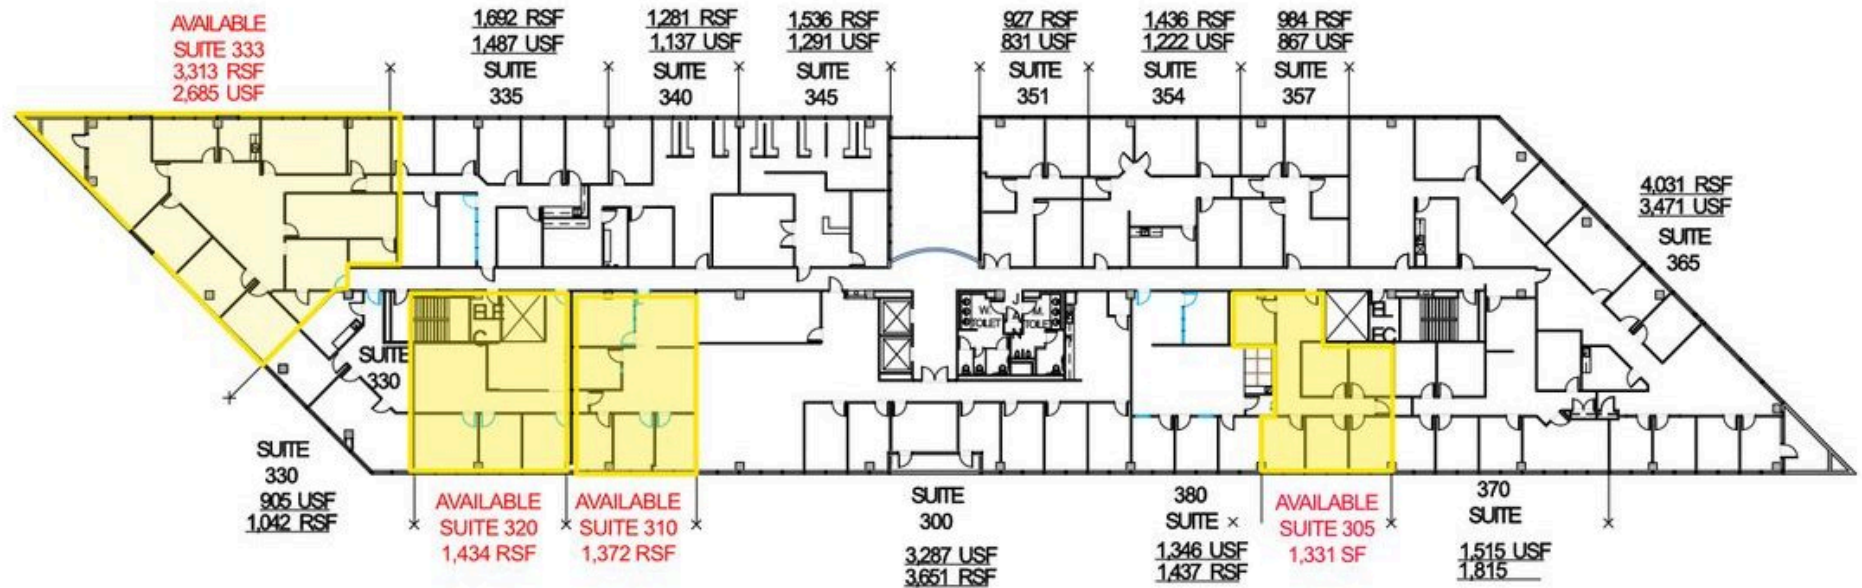 AVAILABLE
SUITE 333
3,313 RSF
2,685 USF
1,692 RSF
1,487 USF
SUITE
335
1,281 RSF
1,137 USF
SUITE
340
1,536 RSF
1,291 USF
SUITE
345
927 RSF
831 USF
SUITE
351
1,436 RSF
1,222 USF
SUITE
354
984 RSF
867 USF
SUITE
357
4,031 RSF
3,471 USF
SUITE
365
ELE
C
W.
TOILET
J
A
M.
TOILET
EL
EC
SUITE
330
SUITE
330
905 USF
1,042 RSF
AVAILABLE
SUITE 320
1,434 RSF
AVAILABLE
SUITE 310
1,372 RSF
SUITE
300
3,287 USF
3,651 RSF
380
SUITE
1,346 USF
1,437 RSF
AVAILABLE
SUITE 305
1,331 SF
370
SUITE
1,515 USF
1,815